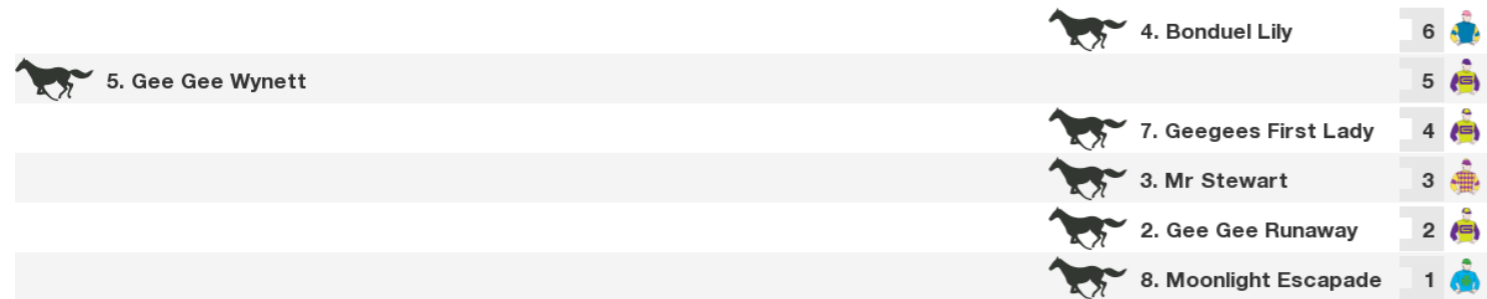 4. Bonduel Lily 6
5. Gee Gee Wynett 5
7. Geegees First Lady 4
3. Mr Stewart 3
2. Gee Gee Runaway 2
8. Moonlight Escapade 1